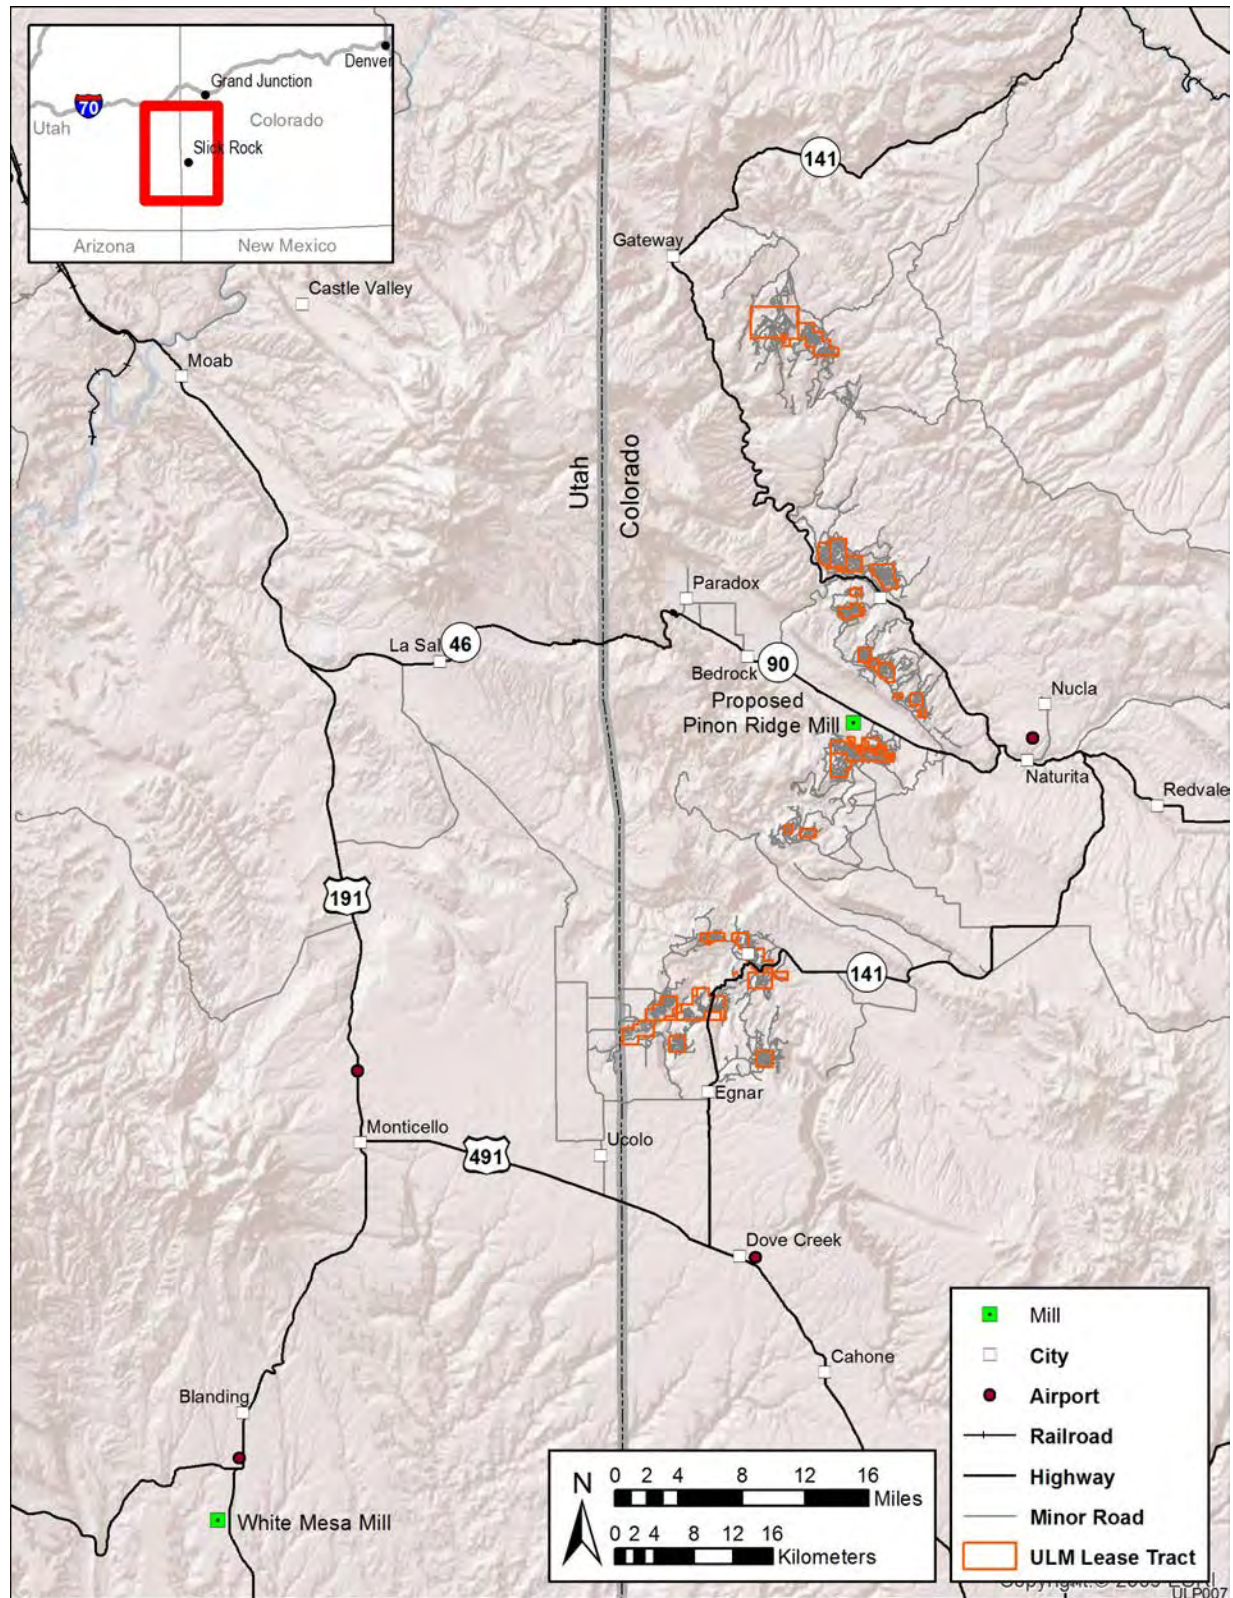 Denver
Grand Junction
70
Utah
Colorado
Slick Rock
Arizona
New Mexico
141
Gateway
Castle Valley
Moab
Utah
Colorado
Paradox
La Sal
46
Bedrock
90
Proposed
Pinon Ridge Mill
Nucla
Naturita
Redvale
191
141
Egnar
Monticello
Ucolo
491
Dove Creek
Cahone
Blanding
White Mesa Mill
N
0 2 4 8 12 16
Miles
0 2 4 8 12 16
Kilometers
Mill
City
Airport
Railroad
Highway
Minor Road
ULM Lease Tract
ULP007